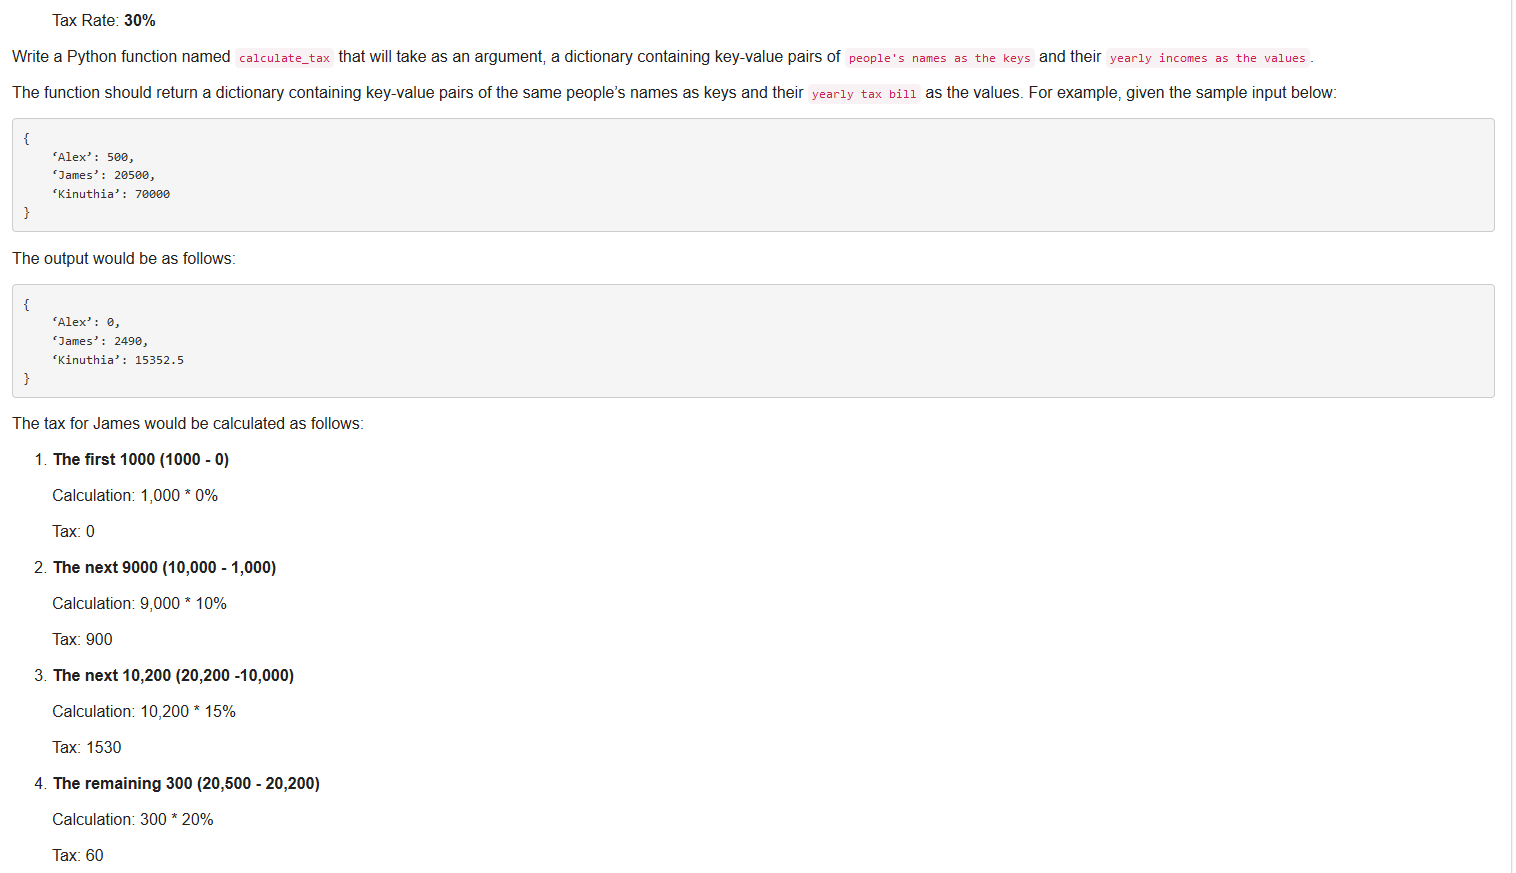 Tax Rate: 30%
Write a Python function named calculate_tax that will take as an argument, a dictionary containing key-value pairs of people's names as the keys and their yearly incomes as the values.
The function should return a dictionary containing key-value pairs of the same people’s names as keys and their yearly tax bill as the values. For example, given the sample input below:
{
‘Alex’: 500,
‘James’: 20500,
‘Kinuthia’: 70000
}
The output would be as follows:
{
‘Alex’: 0,
‘James’: 2490,
‘Kinuthia’: 15352.5
}
The tax for James would be calculated as follows:
1. The first 1000 (1000 - 0)
Calculation: 1,000 * 0%
Tax: 0
2. The next 9000 (10,000 - 1,000)
Calculation: 9,000 * 10%
Tax: 900
3. The next 10,200 (20,200 -10,000)
Calculation: 10,200 * 15%
Tax: 1530
4. The remaining 300 (20,500 - 20,200)
Calculation: 300 * 20%
Tax: 60